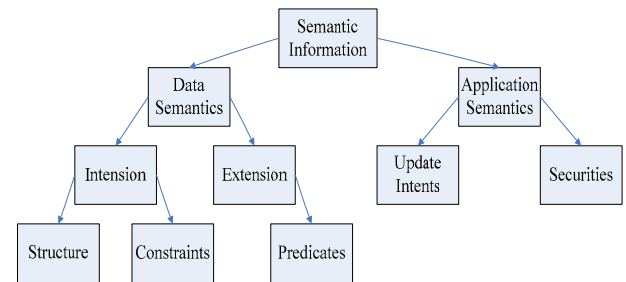 Semantic
Information
Data
Semantics
Application
Semantics
Intension
Extension
Update
Intents
Securities
Structure
Constraints
Predicates